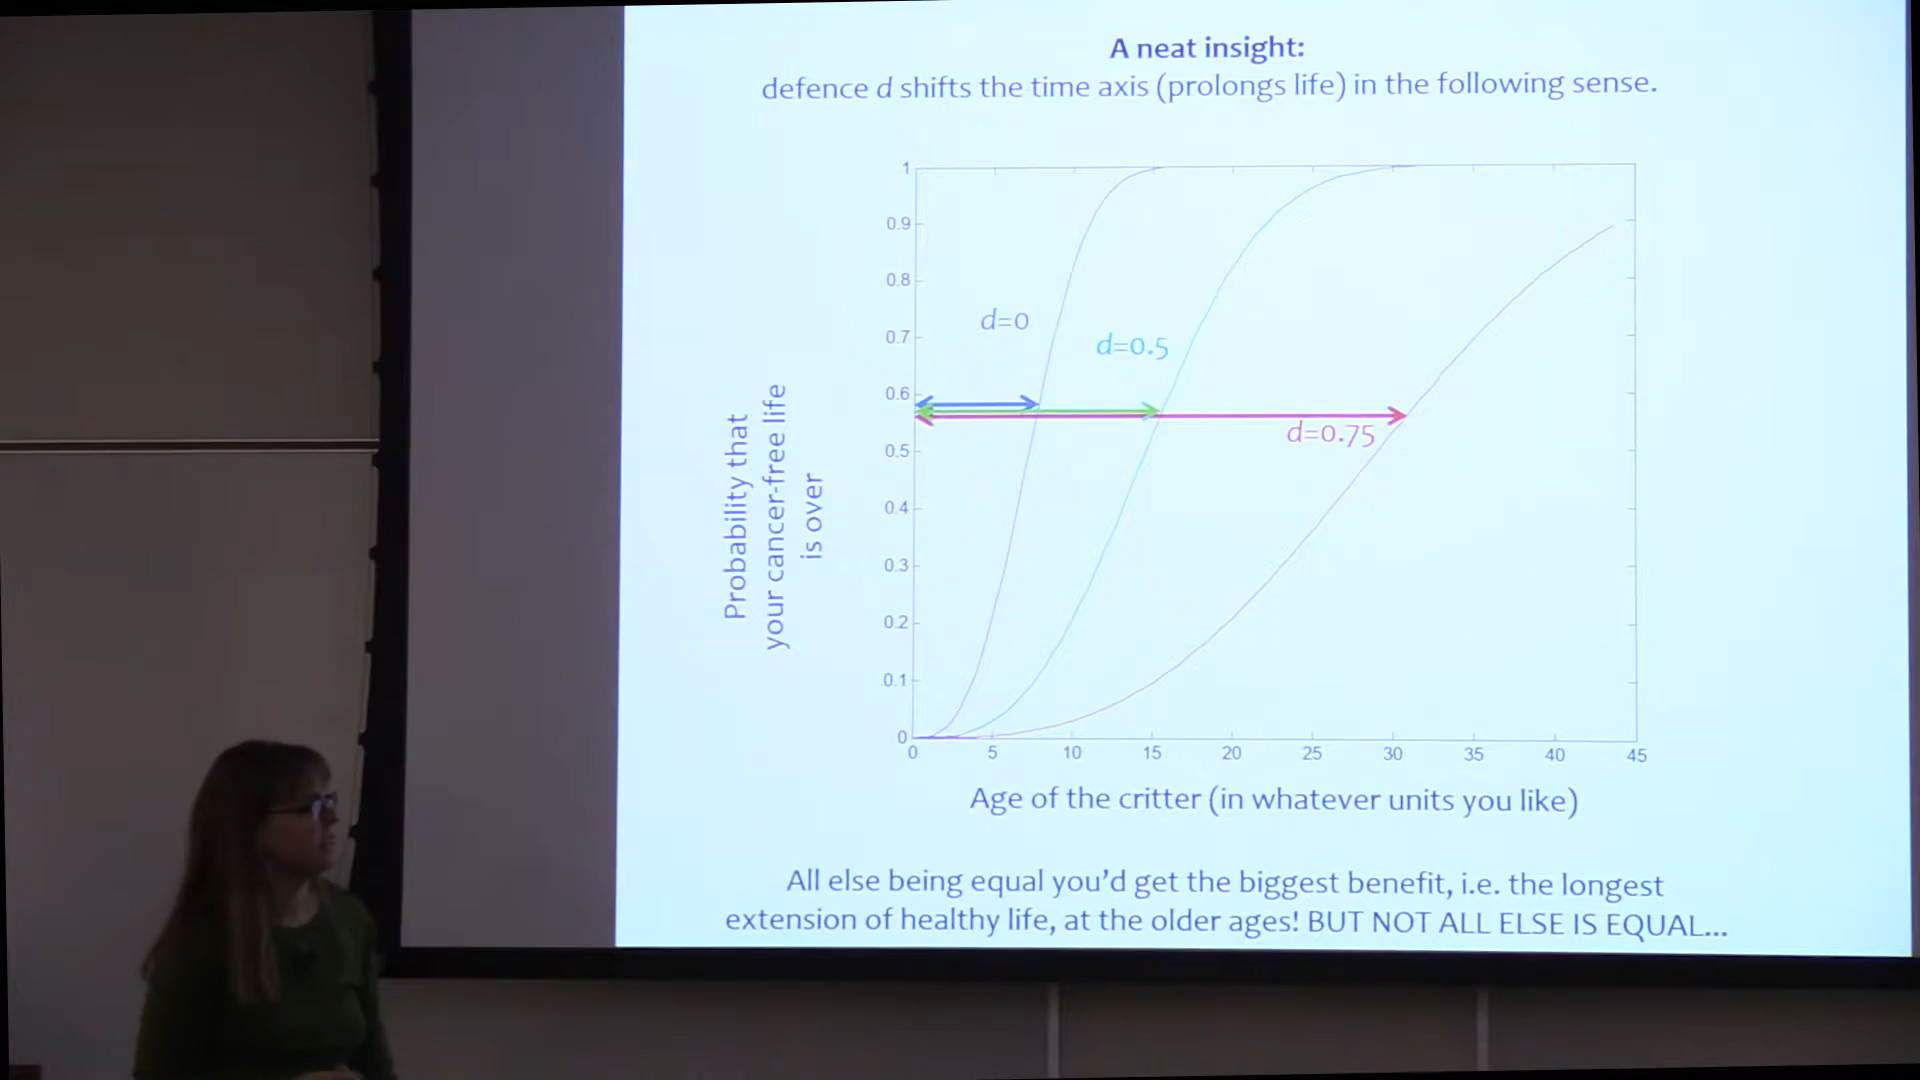 A neat insight:
defence d shifts the time axis (prolongs life) in the following sense.
1
0.9
0.8
0.7
0.6
0.5
0.4
0.3
0.2
0.1
0
d=0
d=0.5
d=0.75
Probability that
your cancer-free life
is over
0 5 10 15 20 25 30 35 40 45
Age of the critter (in whatever units you like)
All else being equal you'd get the biggest benefit, i.e. the longest
extension of healthy life, at the older ages! BUT NOT ALL ELSE IS EQUAL...